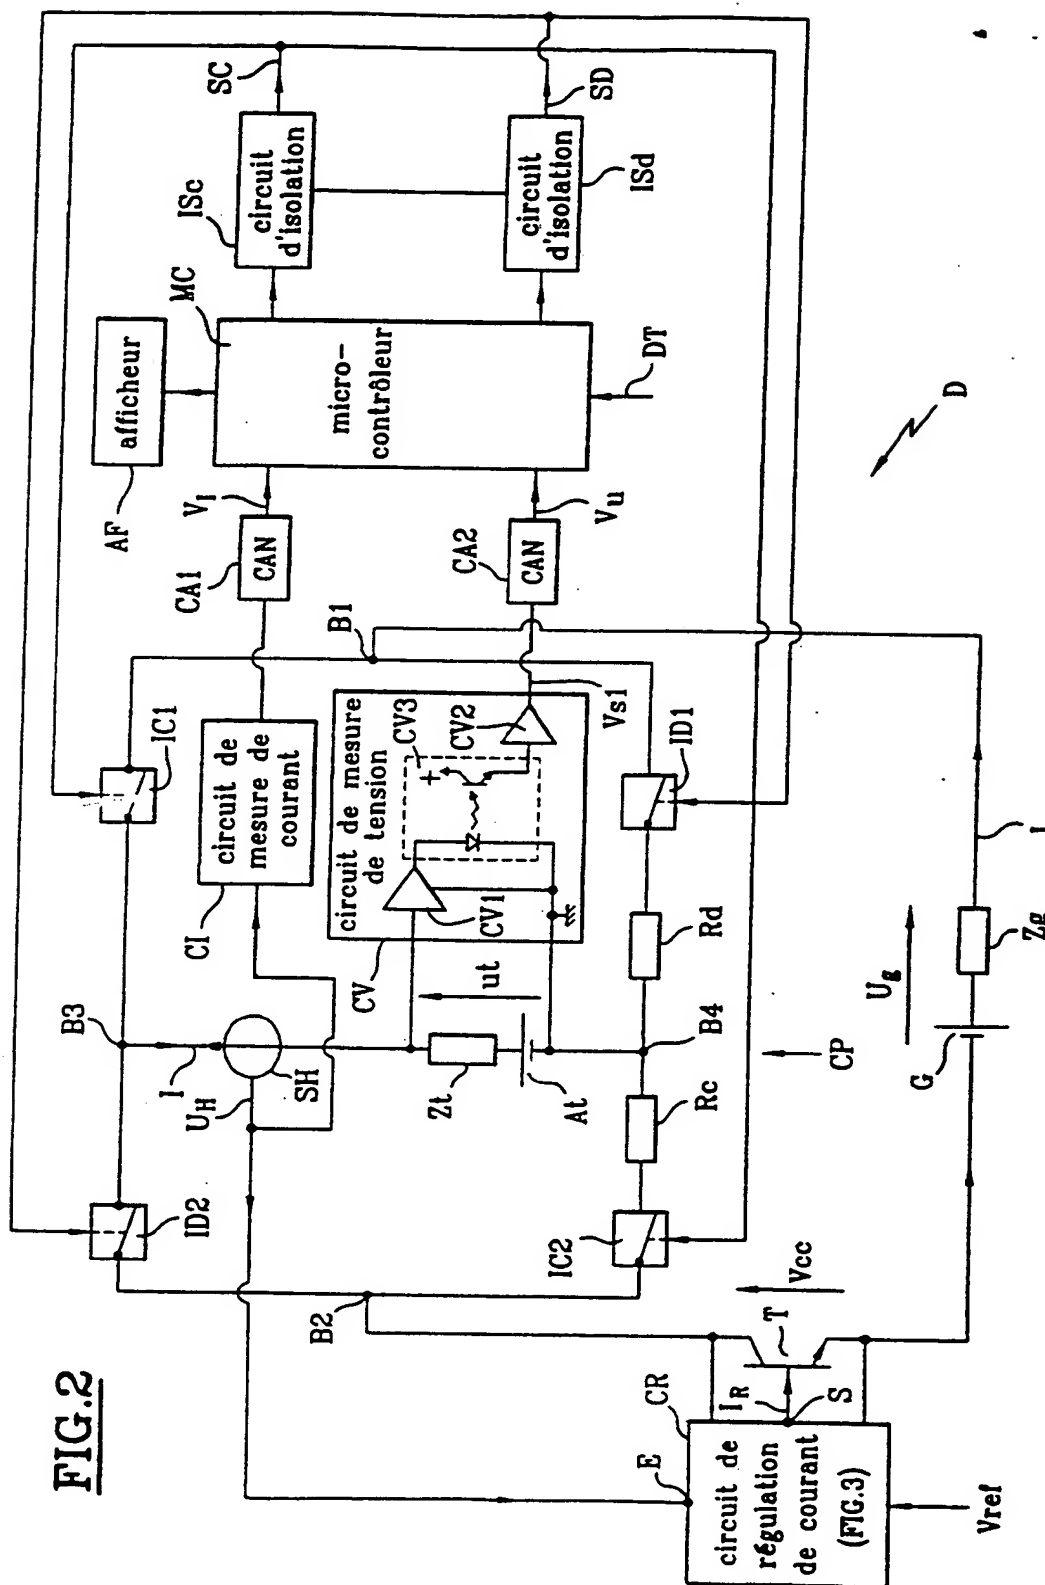 FIG.2
ID2
B3
IC1
I
UH
SH
CI
circuit de
mesure de
courant
CA1
CAN
VI
AF
afficheur
MC
micro-
contrôleur
DT
ISc
circuit
d'isolation
SC
ISd
circuit
d'isolation
SD
B2
CV
circuit de mesure
de tension
CV1
CV3
+
CV2
Vs1
B1
CA2
CAN
Vu
ut
Zt
At
IC2
Rc
B4
Rd
ID1
CP
D
E
CR
circuit de
régulation
de courant
(FIG.3)
Vref
IR
S
T
Vcc
G
Ug
Zg
I